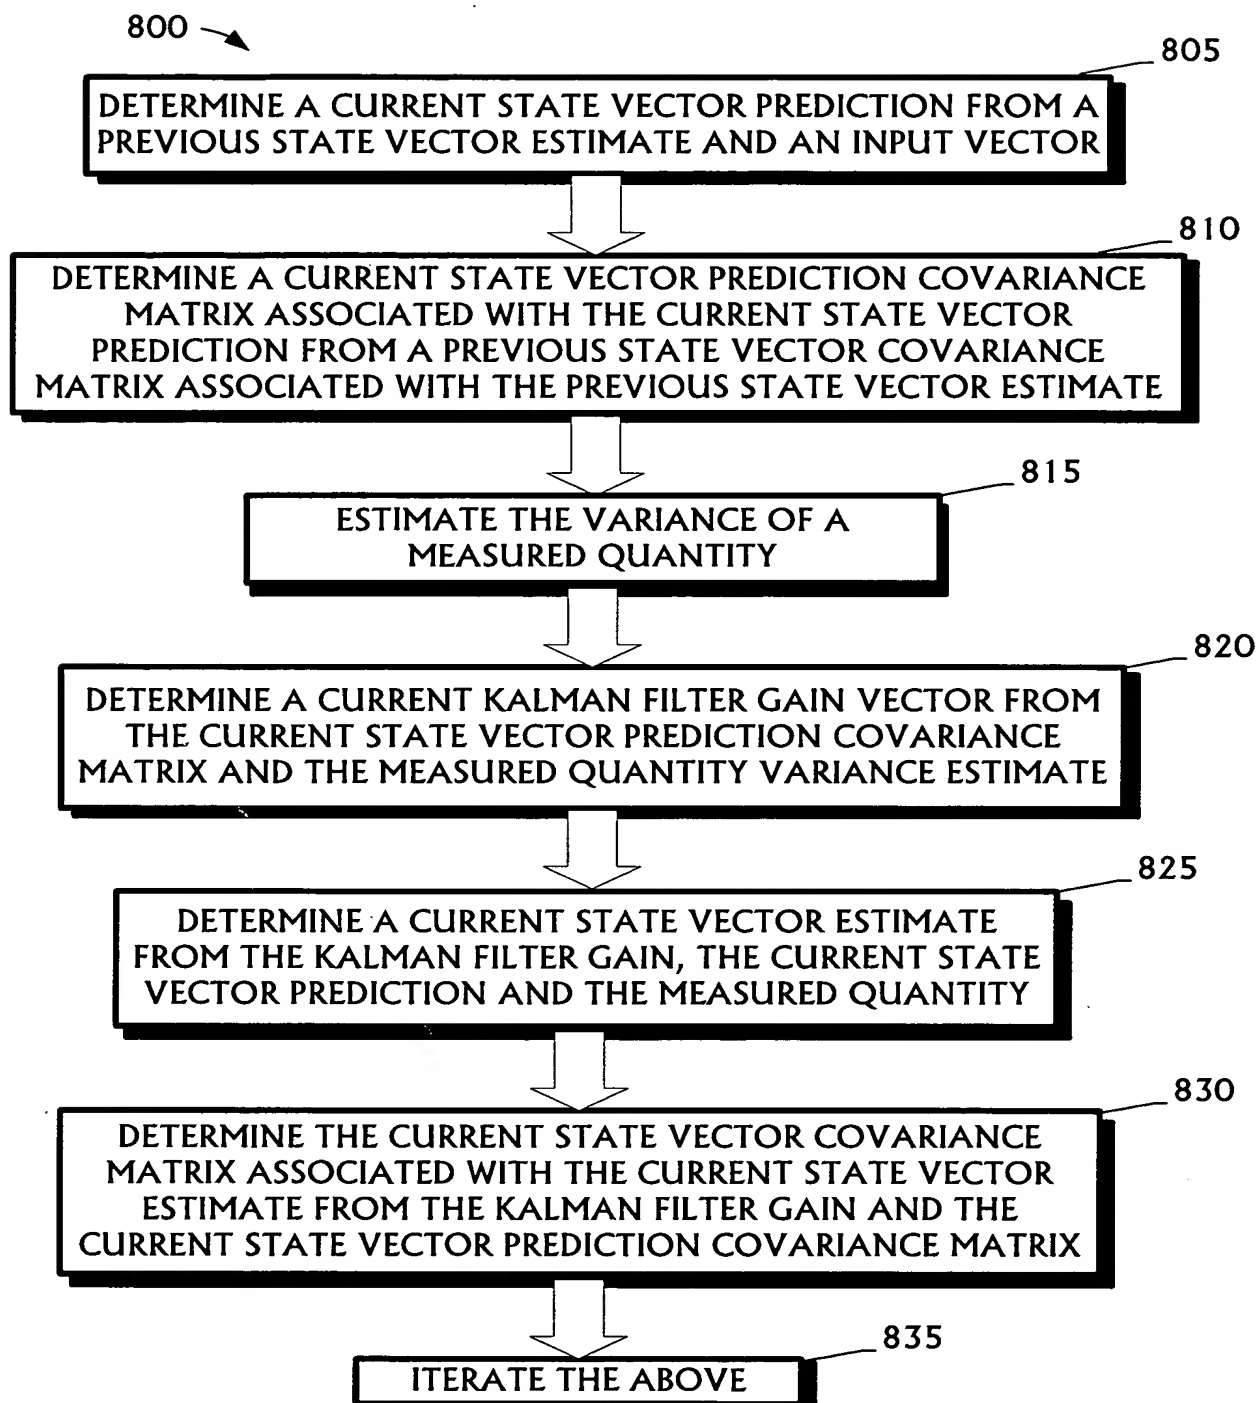 800
805
DETERMINE A CURRENT STATE VECTOR PREDICTION FROM A
PREVIOUS STATE VECTOR ESTIMATE AND AN INPUT VECTOR
810
DETERMINE A CURRENT STATE VECTOR PREDICTION COVARIANCE
MATRIX ASSOCIATED WITH THE CURRENT STATE VECTOR
PREDICTION FROM A PREVIOUS STATE VECTOR COVARIANCE
MATRIX ASSOCIATED WITH THE PREVIOUS STATE VECTOR ESTIMATE
815
ESTIMATE THE VARIANCE OF A
MEASURED QUANTITY
820
DETERMINE A CURRENT KALMAN FILTER GAIN VECTOR FROM
THE CURRENT STATE VECTOR PREDICTION COVARIANCE
MATRIX AND THE MEASURED QUANTITY VARIANCE ESTIMATE
825
DETERMINE A CURRENT STATE VECTOR ESTIMATE
FROM THE KALMAN FILTER GAIN, THE CURRENT STATE
VECTOR PREDICTION AND THE MEASURED QUANTITY
830
DETERMINE THE CURRENT STATE VECTOR COVARIANCE
MATRIX ASSOCIATED WITH THE CURRENT STATE VECTOR
ESTIMATE FROM THE KALMAN FILTER GAIN AND THE
CURRENT STATE VECTOR PREDICTION COVARIANCE MATRIX
835
ITERATE THE ABOVE